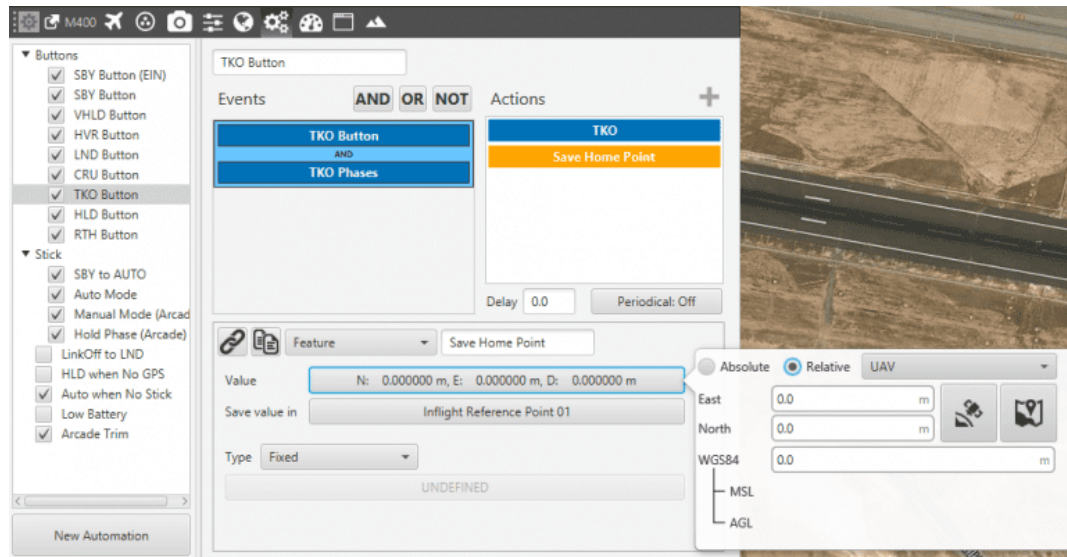 M400
Buttons
SBY Button (EIN)
SBY Button
VHLD Button
HVR Button
LND Button
CRU Button
TKO Button
HLD Button
RTH Button
Stick
SBY to AUTO
Auto Mode
Manual Mode (Arcad
Hold Phase (Arcade)
LinkOff to LND
HLD when No GPS
Auto when No Stick
Low Battery
Arcade Trim
New Automation
TKO Button
Events AND OR NOT
TKO Button
AND
TKO Phases
Actions
TKO
Save Home Point
Delay 0.0 Periodical: Off
Feature Save Home Point
Value N: 0.000000 m, E: 0.000000 m, D: 0.000000 m
Save value in Inflight Reference Point 01
Type Fixed
UNDEFINED
Absolute Relative UAV
East 0.0 m
North 0.0 m
WGS84 0.0 m
MSL
AGL